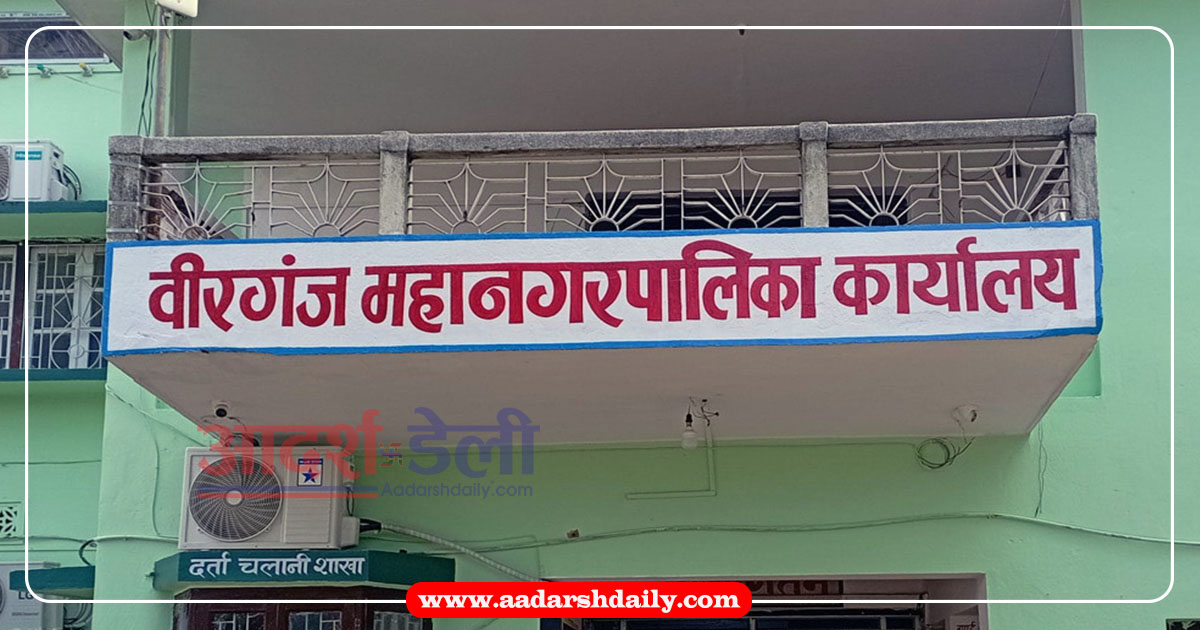 वीरगंज महानगरपालिका कार्यालय
आदर्श डेली
Aadarshdaily.com
दर्ता चलानी शाखा
www.aadarshdaily.com